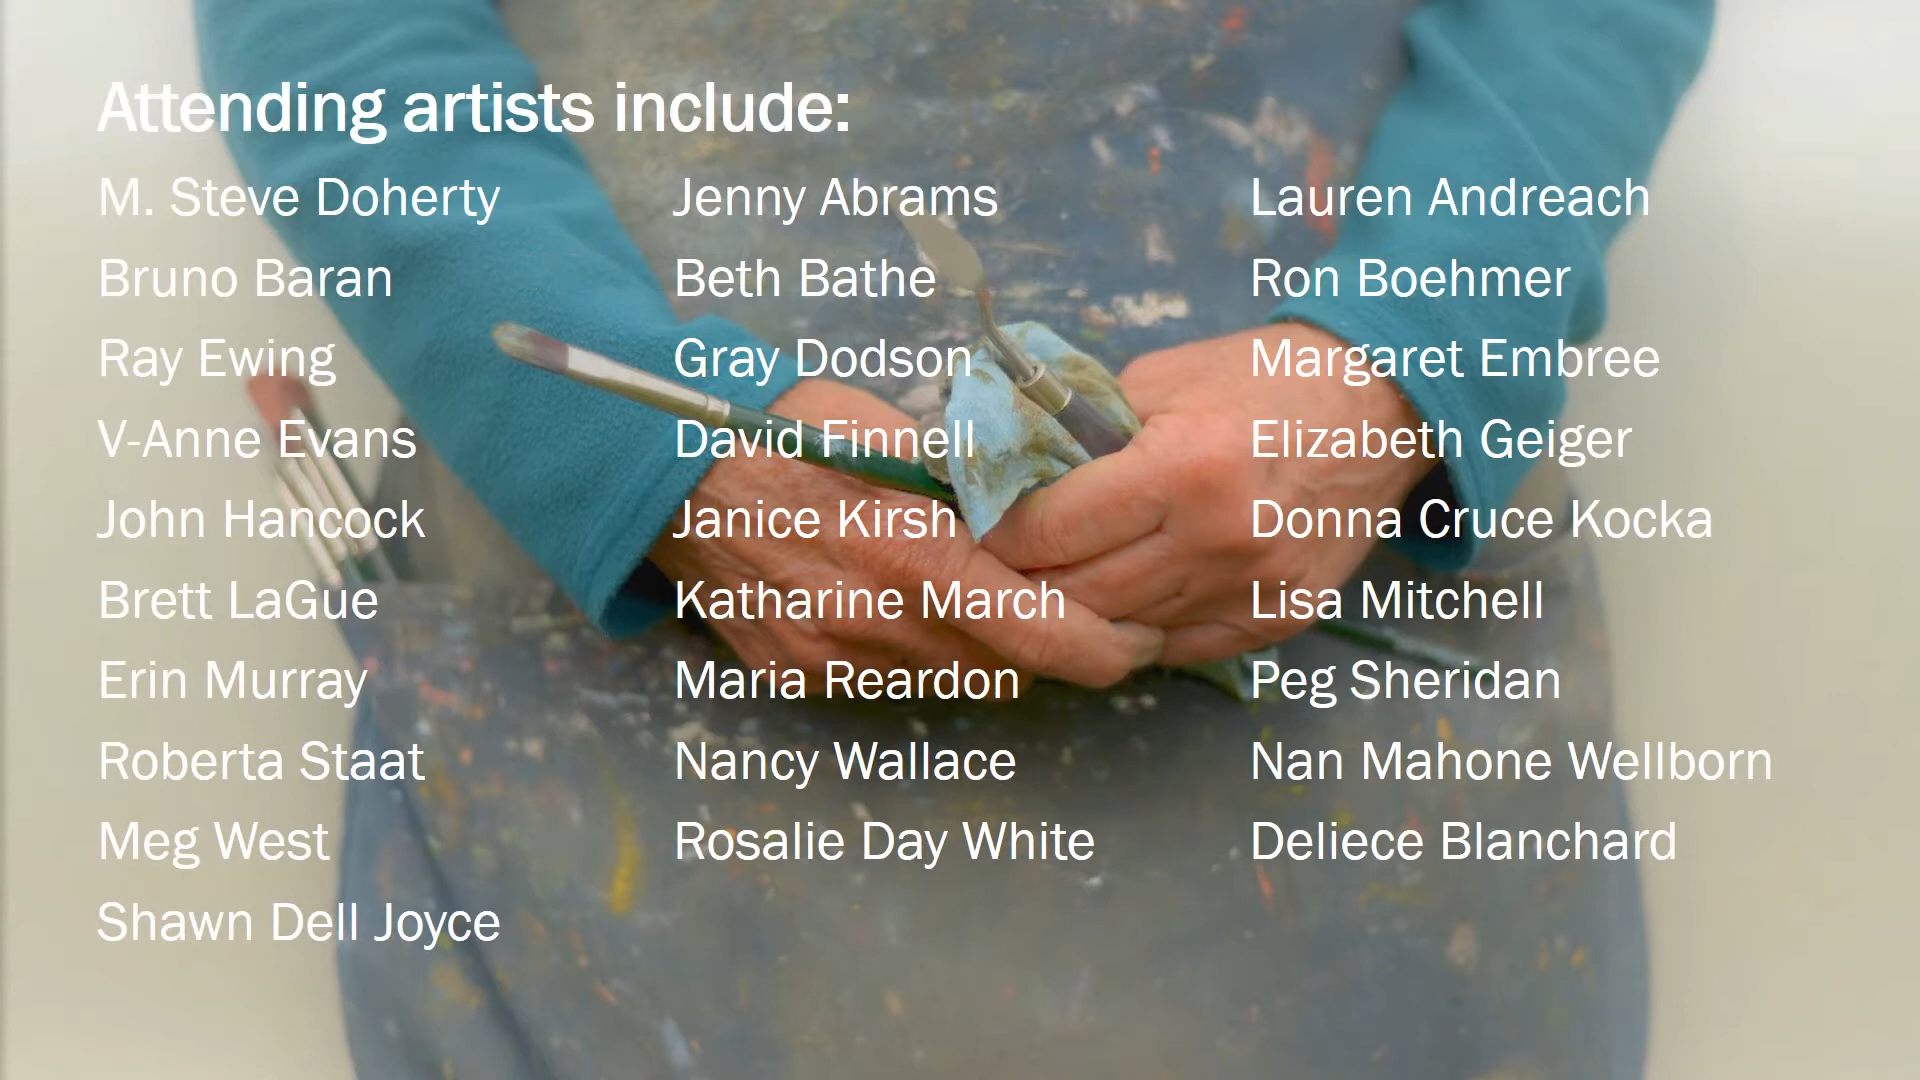 Attending artists include:
M. Steve Doherty
Bruno Baran
Ray Ewing
V-Anne Evans
John Hancock
Brett LaGue
Erin Murray
Roberta Staat
Meg West
Shawn Dell Joyce
Jenny Abrams
Beth Bathe
Gray Dodson
David Finnell
Janice Kirsh
Katharine March
Maria Reardon
Nancy Wallace
Rosalie Day White
Lauren Andreach
Ron Boehmer
Margaret Embree
Elizabeth Geiger
Donna Cruce Kocka
Lisa Mitchell
Peg Sheridan
Nan Mahone Wellborn
Deliece Blanchard